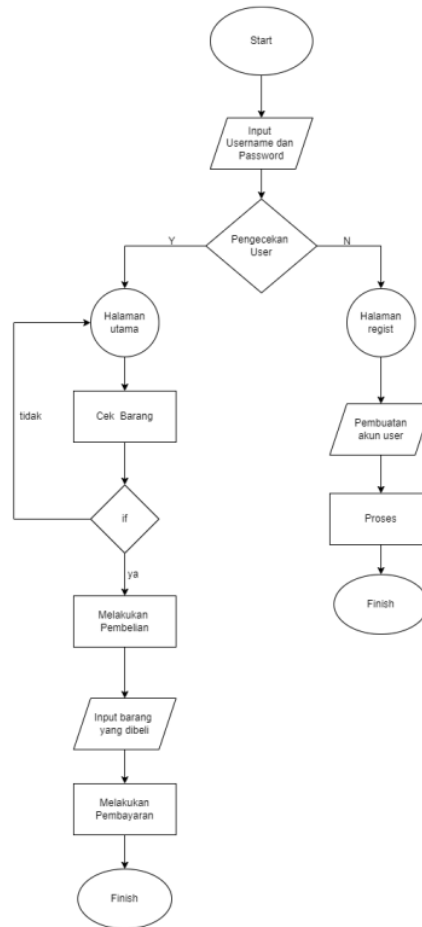 Start
Input
Username dan
Password
Pengecekan
User
Y
N
Halaman
utama
Halaman
regist
tidak
Cek Barang
Pembuatan
akun user
if
Proses
ya
Melakukan
Pembelian
Finish
Input barang
yang dibeli
Melakukan
Pembayaran
Finish